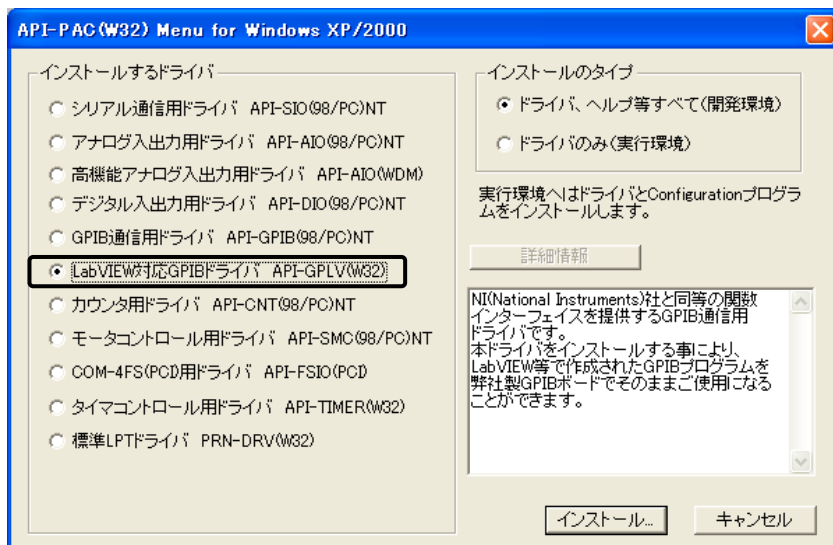 API-PAC(W32) Menu for Windows XP/2000
インストールするドライバ
シリアル通信用ドライバ API-SIO(98/PC)NT
アナログ入出力用ドライバ API-AIO(98/PC)NT
高機能アナログ入出力用ドライバ API-AIO(WDM)
デジタル入出力用ドライバ API-DIO(98/PC)NT
GPIB通信用ドライバ API-GPIB(98/PC)NT
LabVIEW対応GPIBドライバ API-GPLV(W32)
カウンタ用ドライバ API-CNT(98/PC)NT
モータコントロール用ドライバ API-SMC(98/PC)NT
COM-4FS(PCI)用ドライバ API-FSIO(PCI)
タイマコントロール用ドライバ API-TIMER(W32)
標準LPTドライバ PRN-DRV(W32)
インストールのタイプ
ドライバ、ヘルプ等すべて(開発環境)
ドライバのみ(実行環境)
実行環境へはドライバとConfigurationプログラ
ムをインストールします。
詳細情報
NI(National Instruments)社と同等の関数
インターフェイスを提供するGPIB通信用
ドライバです。
本ドライバをインストールする事により、
LabVIEW等で作成されたGPIBプログラムを
弊社製GPIBボードでそのままご使用になる
ことができます。
インストール...
キャンセル